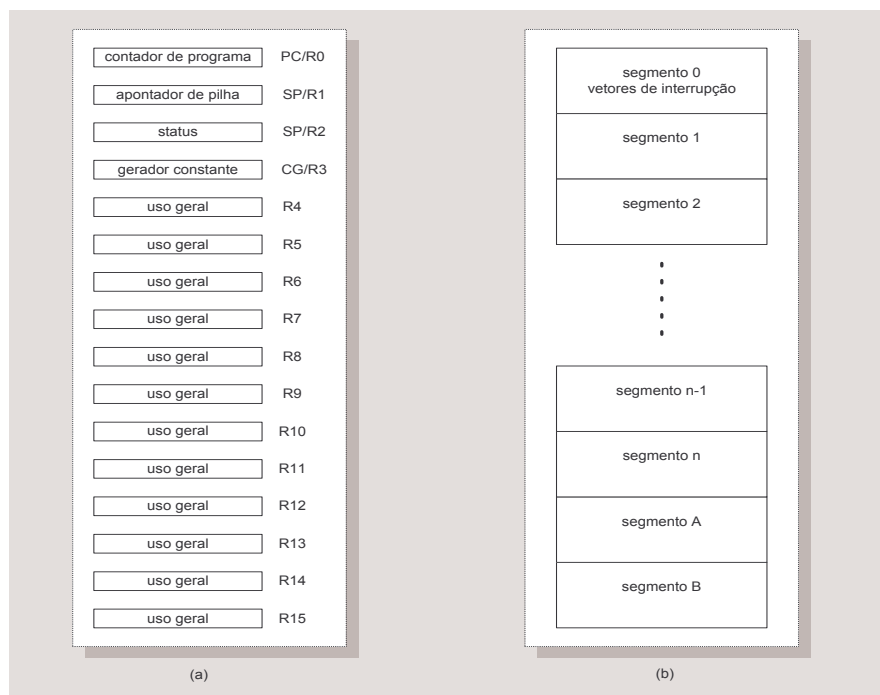 contador de programa PC/R0
apontador de pilha SP/R1
status SP/R2
gerador constante CG/R3
uso geral R4
uso geral R5
uso geral R6
uso geral R7
uso geral R8
uso geral R9
uso geral R10
uso geral R11
uso geral R12
uso geral R13
uso geral R14
uso geral R15
(a)
segmento 0
vetores de interrupção
segmento 1
segmento 2
segmento n-1
segmento n
segmento A
segmento B
(b)